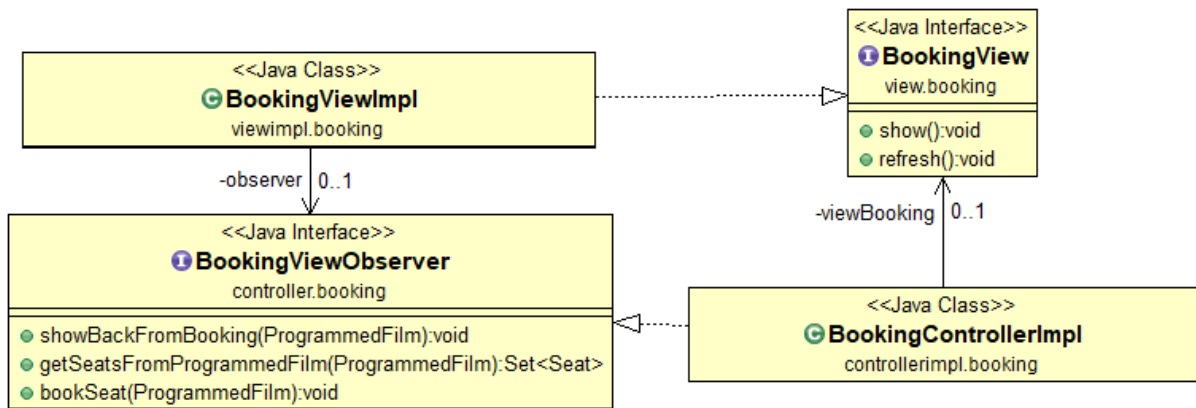 <<Java Class>>
BookingViewImpl
viewimpl.booking
<<Java Interface>>
BookingView
view.booking
show():void
refresh():void
-observer
0..1
-viewBooking
0..1
<<Java Interface>>
BookingViewObserver
controller.booking
showBackFromBooking(ProgrammedFilm):void
getSeatsFromProgrammedFilm(ProgrammedFilm):Set<Seat>
bookSeat(ProgrammedFilm):void
<<Java Class>>
BookingControllerImpl
controllerimpl.booking